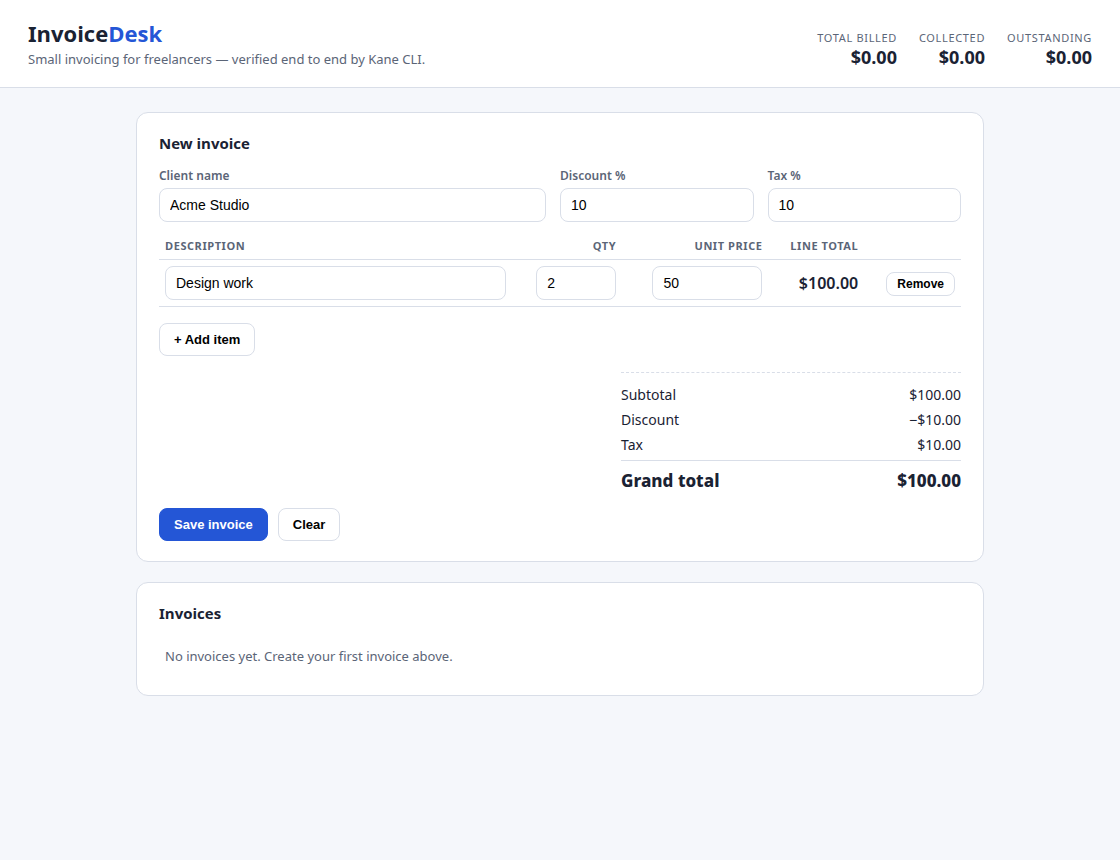 InvoiceDesk
Small invoicing for freelancers — verified end to end by Kane CLI.
TOTAL BILLED COLLECTED OUTSTANDING
$0.00 $0.00 $0.00
New invoice
Client name Discount % Tax %
Acme Studio 10 10
DESCRIPTION QTY UNIT PRICE LINE TOTAL
Design work 2 50 $100.00 Remove
+ Add item
Subtotal $100.00
Discount −$10.00
Tax $10.00
Grand total $100.00
Save invoice Clear
Invoices
No invoices yet. Create your first invoice above.